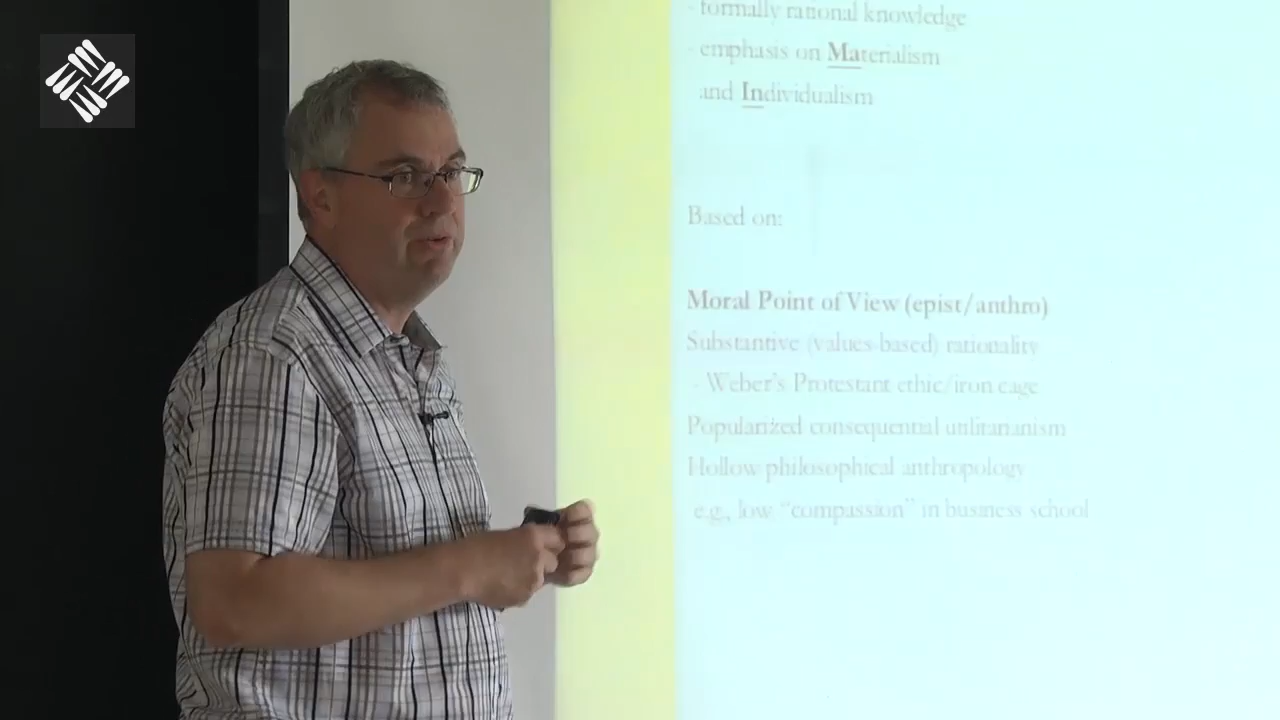 - formally rational knowledge
- emphasis on Materialism
and Individualism
Based on:
Moral Point of View (epist/anthro)
Substantive (values-based) rationality
- Weber's Protestant ethic/iron cage
Popularized consequential utilitarianism
Hollow philosophical anthropology
e.g., low "compassion" in business school